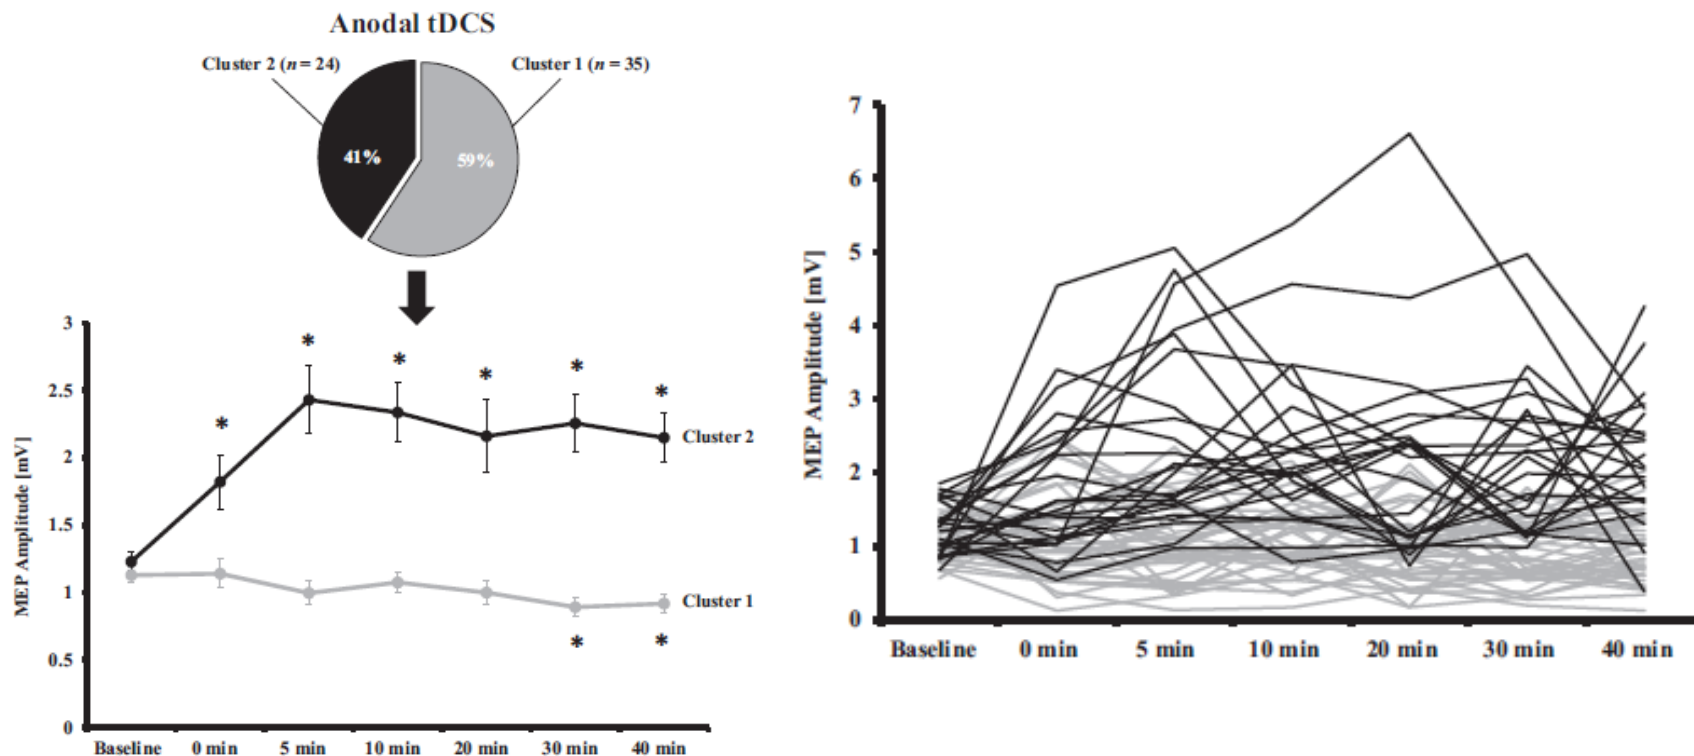 Anodal tDCS
Cluster 2 (n = 24)
Cluster 1 (n = 35)
41%
59%
MEP Amplitude [mV]
3
2.5
2
1.5
1
0.5
0
*
*
*
*
*
*
Cluster 2
Cluster 1
*
*
Baseline 0 min 5 min 10 min 20 min 30 min 40 min
MEP Amplitude [mV]
7
6
5
4
3
2
1
0
Baseline 0 min 5 min 10 min 20 min 30 min 40 min